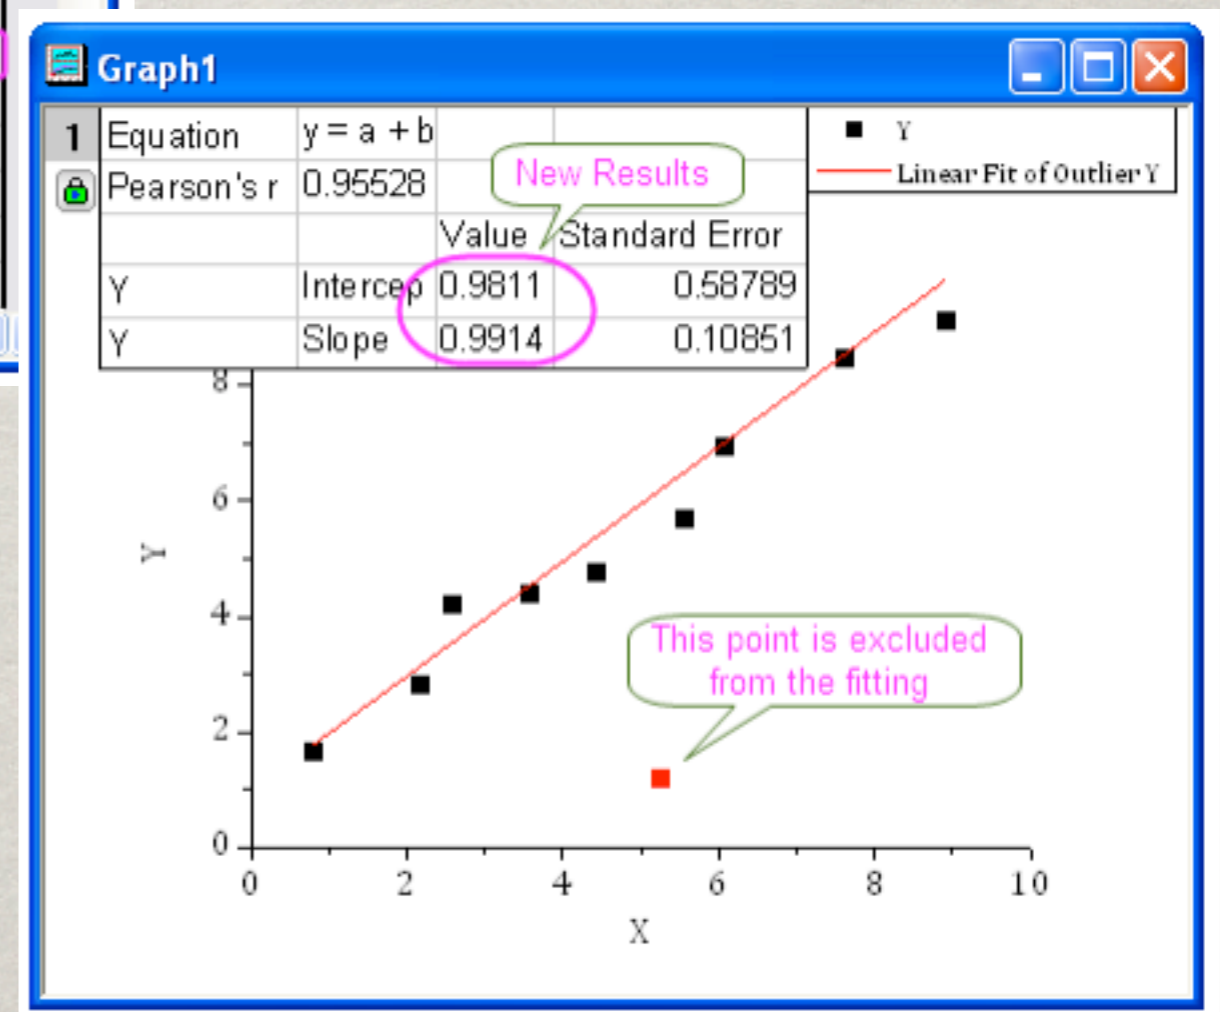 Graph1
1 Equation y = a + b
Pearson's r 0.95528
New Results
Value Standard Error
Y Intercep 0.9811 0.58789
Y Slope 0.9914 0.10851
Y
Linear Fit of Outlier Y
8
6
4
2
0
Y
This point is excluded
from the fitting
0 2 4 6 8 10
X